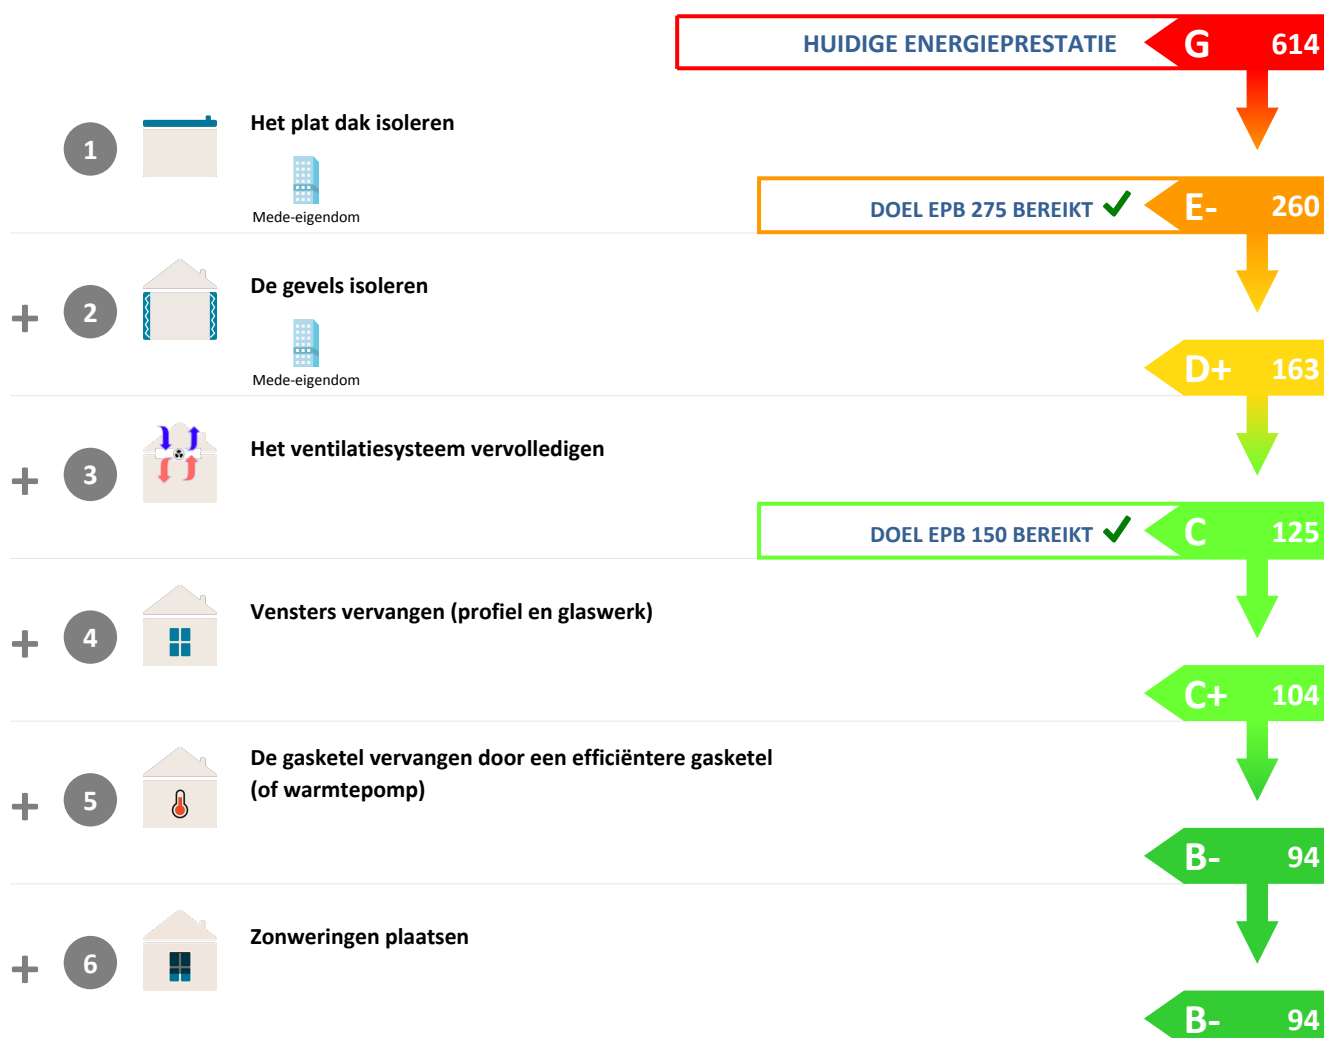 HUIDIGE ENERGIEPRESTATIE G 614
1 Het plat dak isoleren
Mede-eigendom
DOEL EPB 275 BEREIKT ✔ E- 260
+ 2 De gevels isoleren
Mede-eigendom
D+ 163
+ 3 Het ventilatiesysteem vervolledigen
DOEL EPB 150 BEREIKT ✔ C 125
+ 4 Vensters vervangen (profiel en glaswerk)
C+ 104
+ 5 De gasketel vervangen door een efficiëntere gasketel
(of warmtepomp)
B- 94
+ 6 Zonweringen plaatsen
B- 94